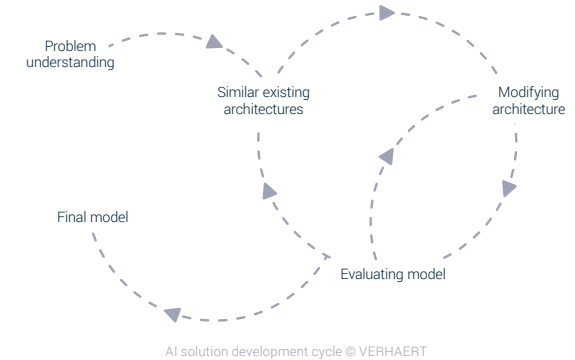 Problem
understanding
Similar existing
architectures
Modifying
architecture
Final model
Evaluating model
AI solution development cycle © VERHAERT